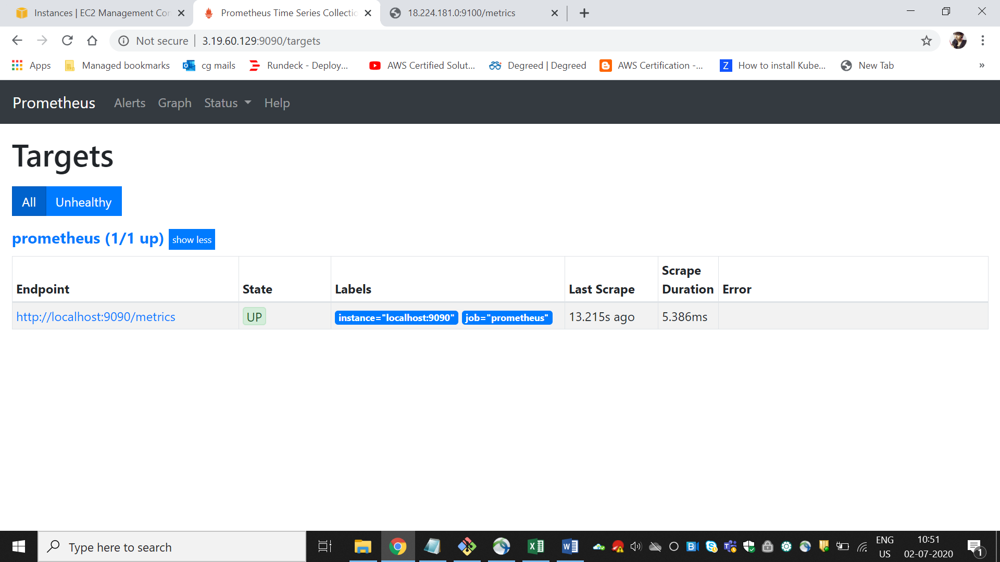 Instances | EC2 Management Con
Prometheus Time Series Collectio
18.224.181.0:9100/metrics
Not secure | 3.19.60.129:9090/targets
Apps Managed bookmarks cg mails Rundeck - Deploy... AWS Certified Solut... Degreed | Degreed AWS Certification -... How to install Kube... New Tab »
Prometheus Alerts Graph Status Help
Targets
All Unhealthy
prometheus (1/1 up) show less
Endpoint State Labels Last Scrape Scrape Duration Error
http://localhost:9090/metrics UP instance="localhost:9090" job="prometheus" 13.215s ago 5.386ms
Type here to search
ENG
US
10:51
02-07-2020
1